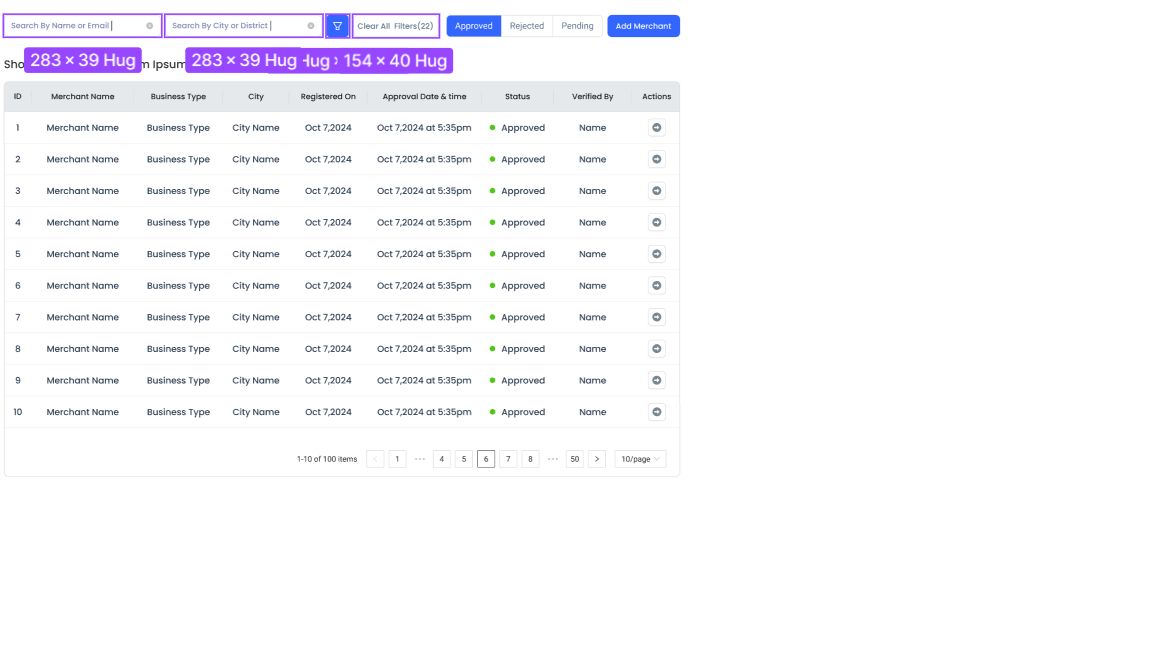 Search By Name or Email Search By City or District Clear All Filters(22) Approved Rejected Pending Add Merchant
283 × 39 Hug 283 × 39 Hug 154 × 40 Hug
Ipsum
ID Merchant Name Business Type City Registered On Approval Date & time Status Verified By Actions
1 Merchant Name Business Type City Name Oct 7,2024 Oct 7,2024 at 5:35pm Approved Name
2 Merchant Name Business Type City Name Oct 7,2024 Oct 7,2024 at 5:35pm Approved Name
3 Merchant Name Business Type City Name Oct 7,2024 Oct 7,2024 at 5:35pm Approved Name
4 Merchant Name Business Type City Name Oct 7,2024 Oct 7,2024 at 5:35pm Approved Name
5 Merchant Name Business Type City Name Oct 7,2024 Oct 7,2024 at 5:35pm Approved Name
6 Merchant Name Business Type City Name Oct 7,2024 Oct 7,2024 at 5:35pm Approved Name
7 Merchant Name Business Type City Name Oct 7,2024 Oct 7,2024 at 5:35pm Approved Name
8 Merchant Name Business Type City Name Oct 7,2024 Oct 7,2024 at 5:35pm Approved Name
9 Merchant Name Business Type City Name Oct 7,2024 Oct 7,2024 at 5:35pm Approved Name
10 Merchant Name Business Type City Name Oct 7,2024 Oct 7,2024 at 5:35pm Approved Name
1-10 of 100 items < 1 ••• 4 5 6 7 8 ••• 50 > 10/page